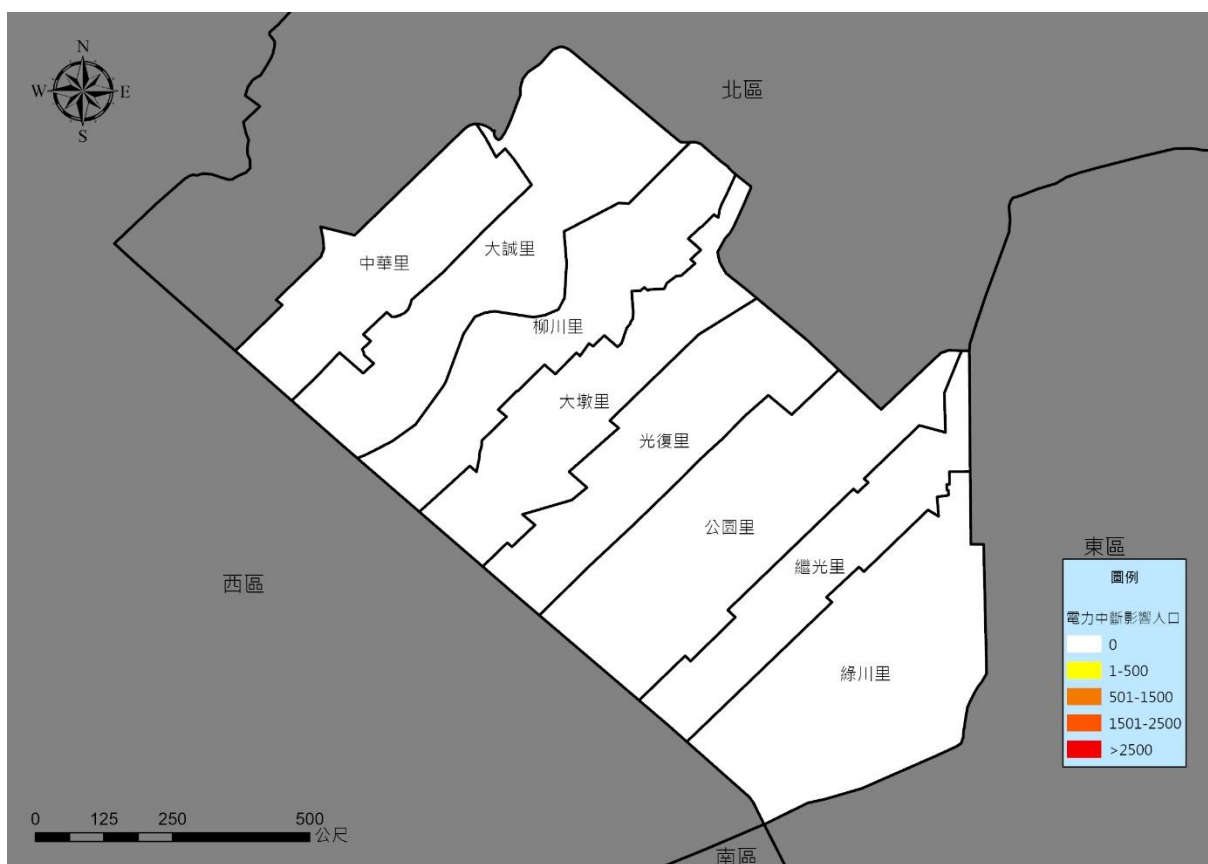 N
W
E
S
北區
中華里
大誠里
柳川里
大墩里
光復里
公園里
繼光里
綠川里
西區
東區
南區
圖例
電力中斷影響人口
0
1-500
501-1500
1501-2500
>2500
0 125 250 500
公尺